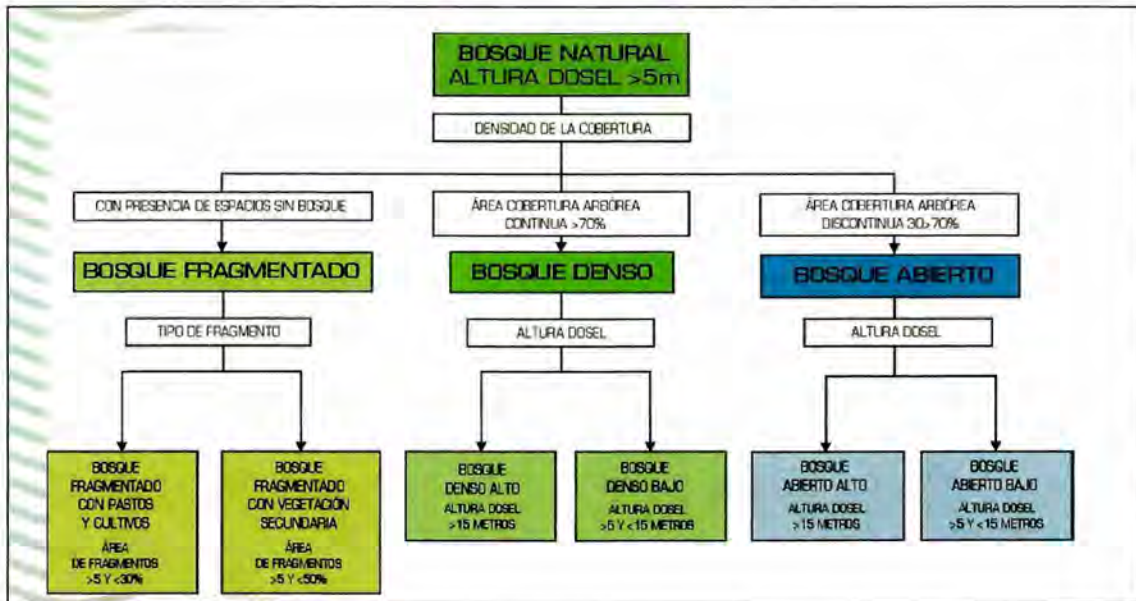 BOSQUE NATURAL
ALTURA DOSEL >5m
DENSIDAD DE LA COBERTURA
CON PRESENCIA DE ESPACIOS SIN BOSQUE
ÁREA COBERTURA ARBÓREA
CONTINUA >70%
ÁREA COBERTURA ARBÓREA
DISCONTINUA 30>70%
BOSQUE FRAGMENTADO
BOSQUE DENSO
BOSQUE ABIERTO
TIPO DE FRAGMENTO
ALTURA DOSEL
ALTURA DOSEL
BOSQUE
FRAGMENTADO
CON PASTOS
Y CULTIVOS
ÁREA
DE FRAGMENTOS
>5 Y <30%
BOSQUE
FRAGMENTADO
CON VEGETACIÓN
SECUNDARIA
ÁREA
DE FRAGMENTOS
>5 Y <50%
BOSQUE
DENSO ALTO
ALTURA DOSEL
>15 METROS
BOSQUE
DENSO BAJO
ALTURA DOSEL
>5 Y <15 METROS
BOSQUE
ABIERTO ALTO
ALTURA DOSEL
>15 METROS
BOSQUE
ABIERTO BAJO
ALTURA DOSEL
>5 Y <15 METROS